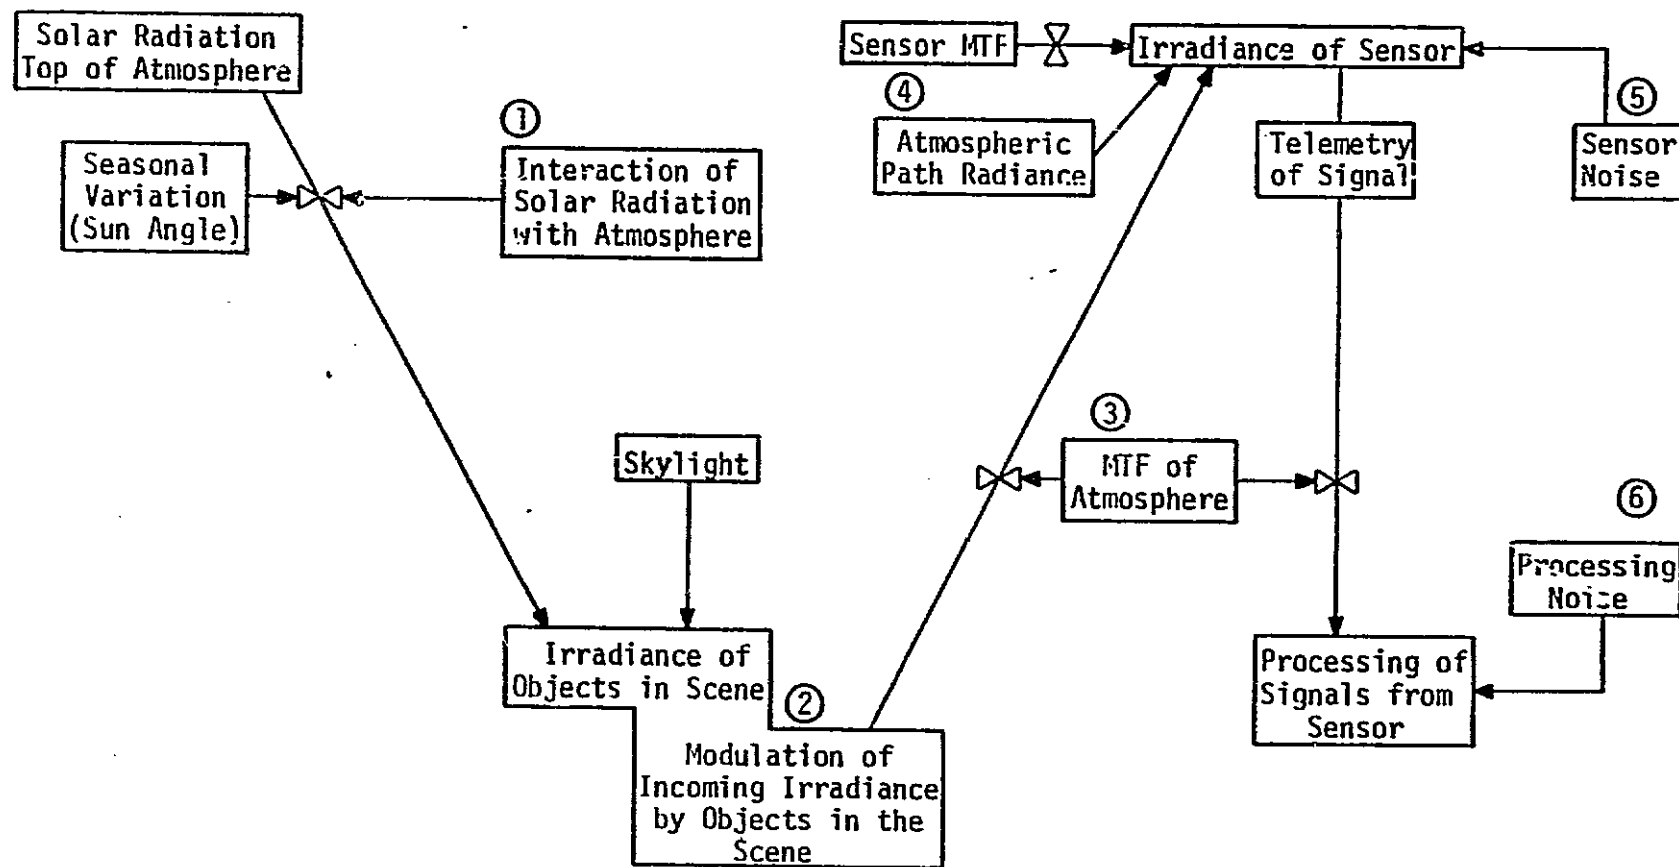 Solar Radiation
Top of Atmosphere
Seasonal
Variation
(Sun Angle)
①
Interaction of
Solar Radiation
with Atmosphere
Skylight
Irradiance of
Objects in Scene
②
Modulation of
Incoming Irradiance
by Objects in the
Scene
Sensor MTF
Irradiance of Sensor
④
Atmospheric
Path Radiance
Telemetry
of Signal
⑤
Sensor
Noise
③
MTF of
Atmosphere
⑥
Processing
Noise
Processing of
Signals from
Sensor